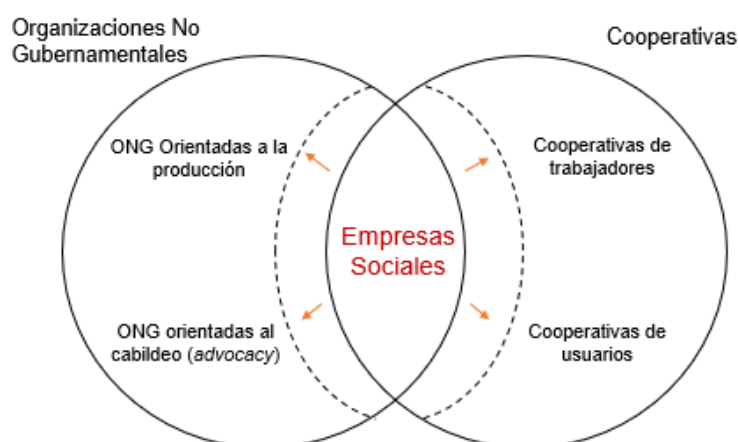 Organizaciones No
Gubernamentales
Cooperativas
ONG Orientadas a la
producción
Cooperativas de
trabajadores
Empresas
Sociales
ONG orientadas al
cabildeo (advocacy)
Cooperativas de
usuarios